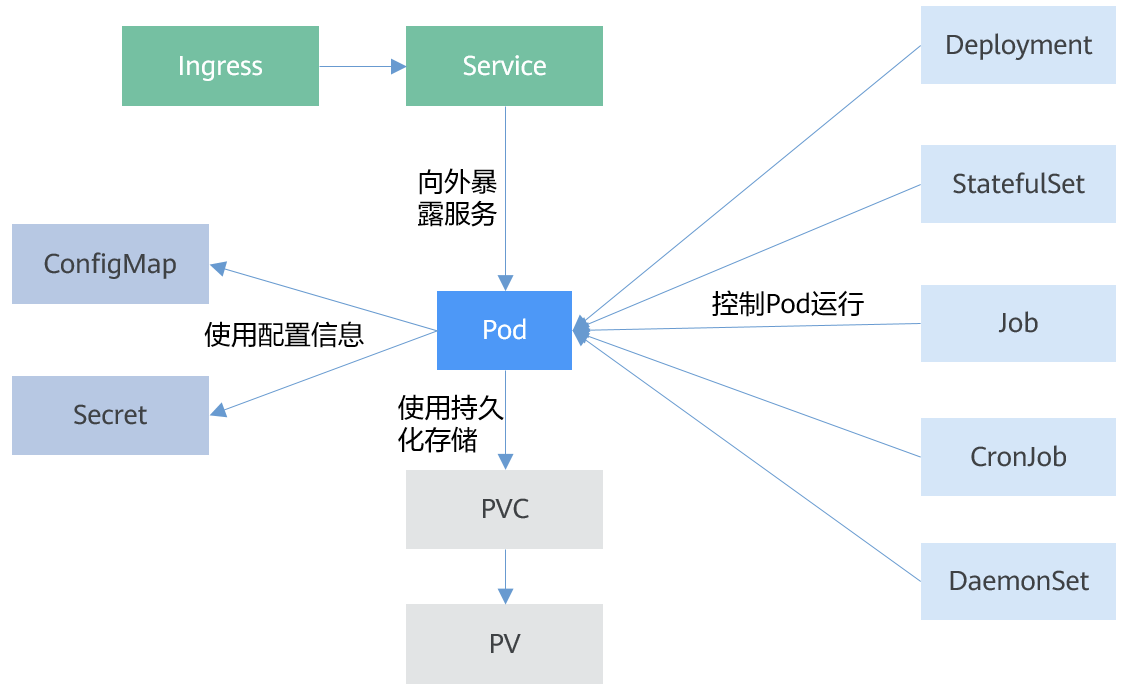 Ingress
Service
Deployment
向外暴
露服务
StatefulSet
ConfigMap
使用配置信息
Pod
控制Pod运行
Job
Secret
使用持久
化存储
CronJob
PVC
DaemonSet
PV